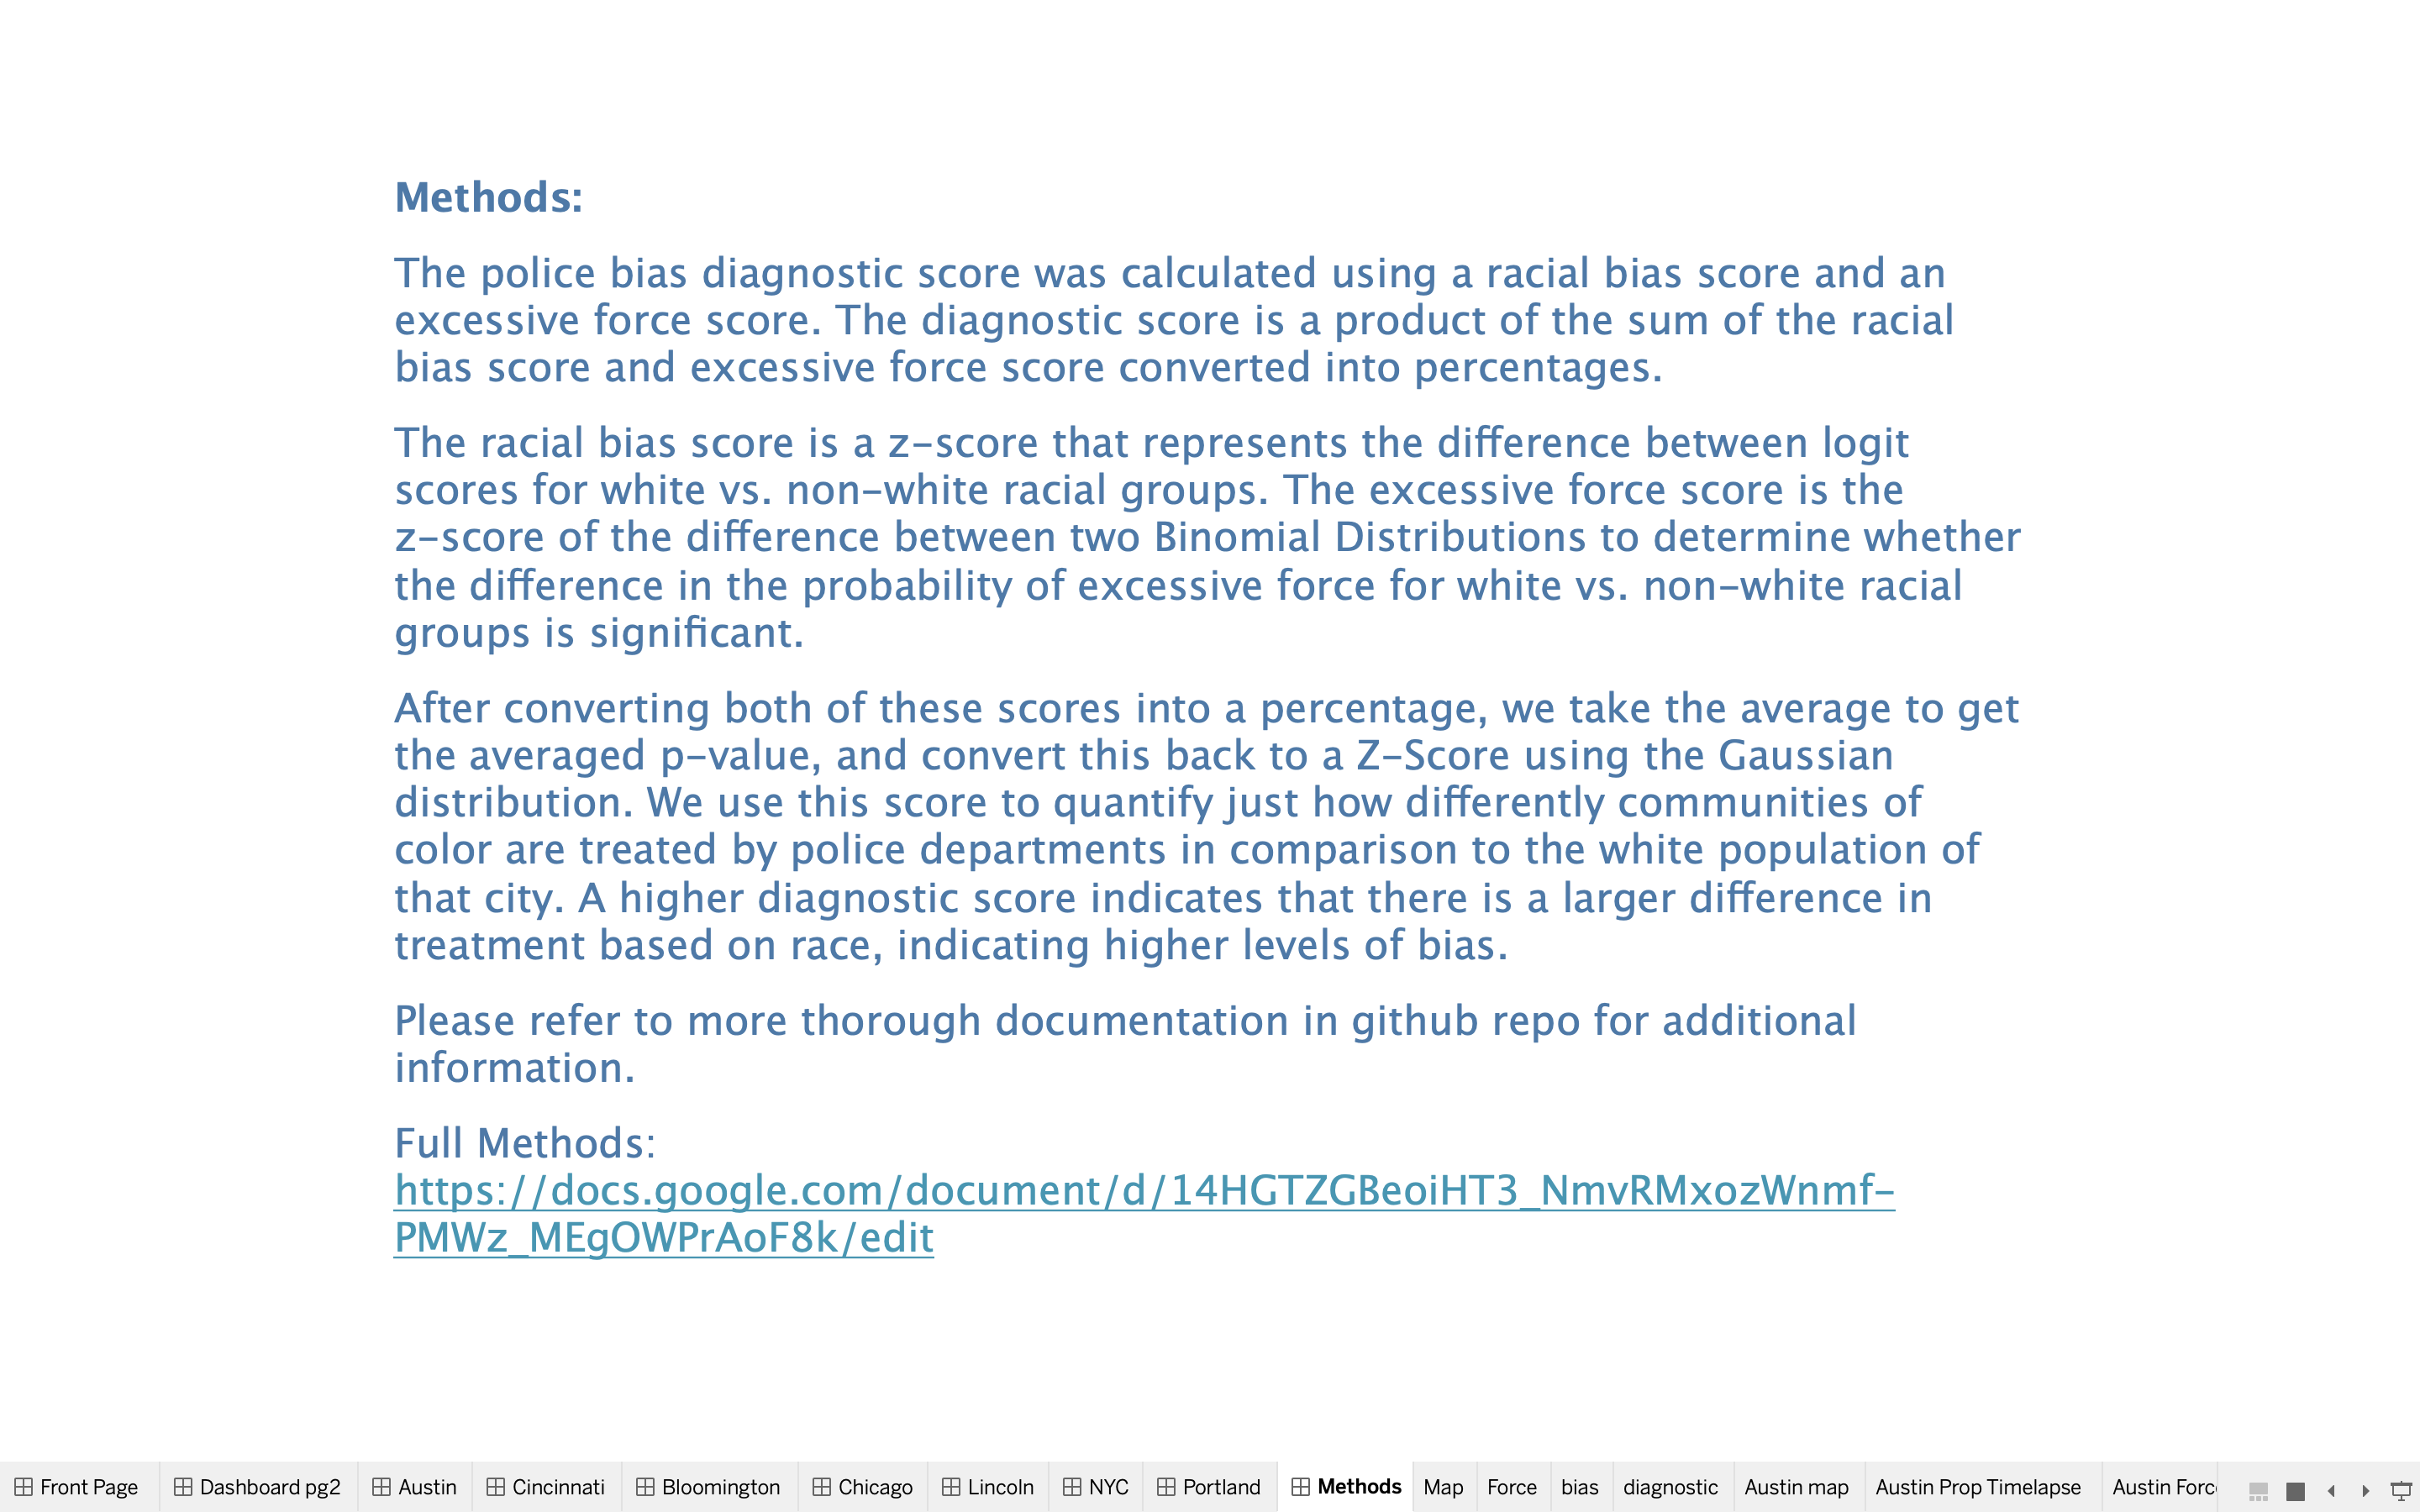 Methods:
The police bias diagnostic score was calculated using a racial bias score and an
excessive force score. The diagnostic score is a product of the sum of the racial
bias score and excessive force score converted into percentages.
The racial bias score is a z-score that represents the difference between logit
scores for white vs. non-white racial groups. The excessive force score is the
z-score of the difference between two Binomial Distributions to determine whether
the difference in the probability of excessive force for white vs. non-white racial
groups is significant.
After converting both of these scores into a percentage, we take the average to get
the averaged p-value, and convert this back to a Z-Score using the Gaussian
distribution. We use this score to quantify just how differently communities of
color are treated by police departments in comparison to the white population of
that city. A higher diagnostic score indicates that there is a larger difference in
treatment based on race, indicating higher levels of bias.
Please refer to more thorough documentation in github repo for additional
information.
Full Methods:
https://docs.google.com/document/d/14HGTZGBeoiHT3_NmvRMxozWnmf-
PMWz_MEgOWPrAoF8k/edit
Front Page Dashboard pg2 Austin Cincinnati Bloomington Chicago Lincoln NYC Portland Methods Map Force bias diagnostic Austin map Austin Prop Timelapse Austin Forc